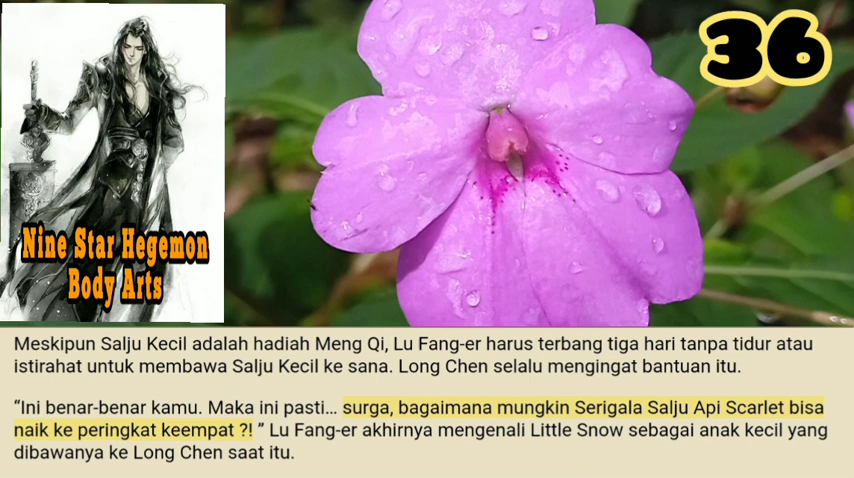 36
Nine Star Hegemon
Body Arts
Meskipun Salju Kecil adalah hadiah Meng Qi, Lu Fang-er harus terbang tiga hari tanpa tidur atau
istirahat untuk membawa Salju Kecil ke sana. Long Chen selalu mengingat bantuan itu.
“Ini benar-benar kamu. Maka ini pasti… surga, bagaimana mungkin Serigala Salju Api Scarlet bisa
naik ke peringkat keempat ?! ” Lu Fang-er akhirnya mengenali Little Snow sebagai anak kecil yang
dibawanya ke Long Chen saat itu.